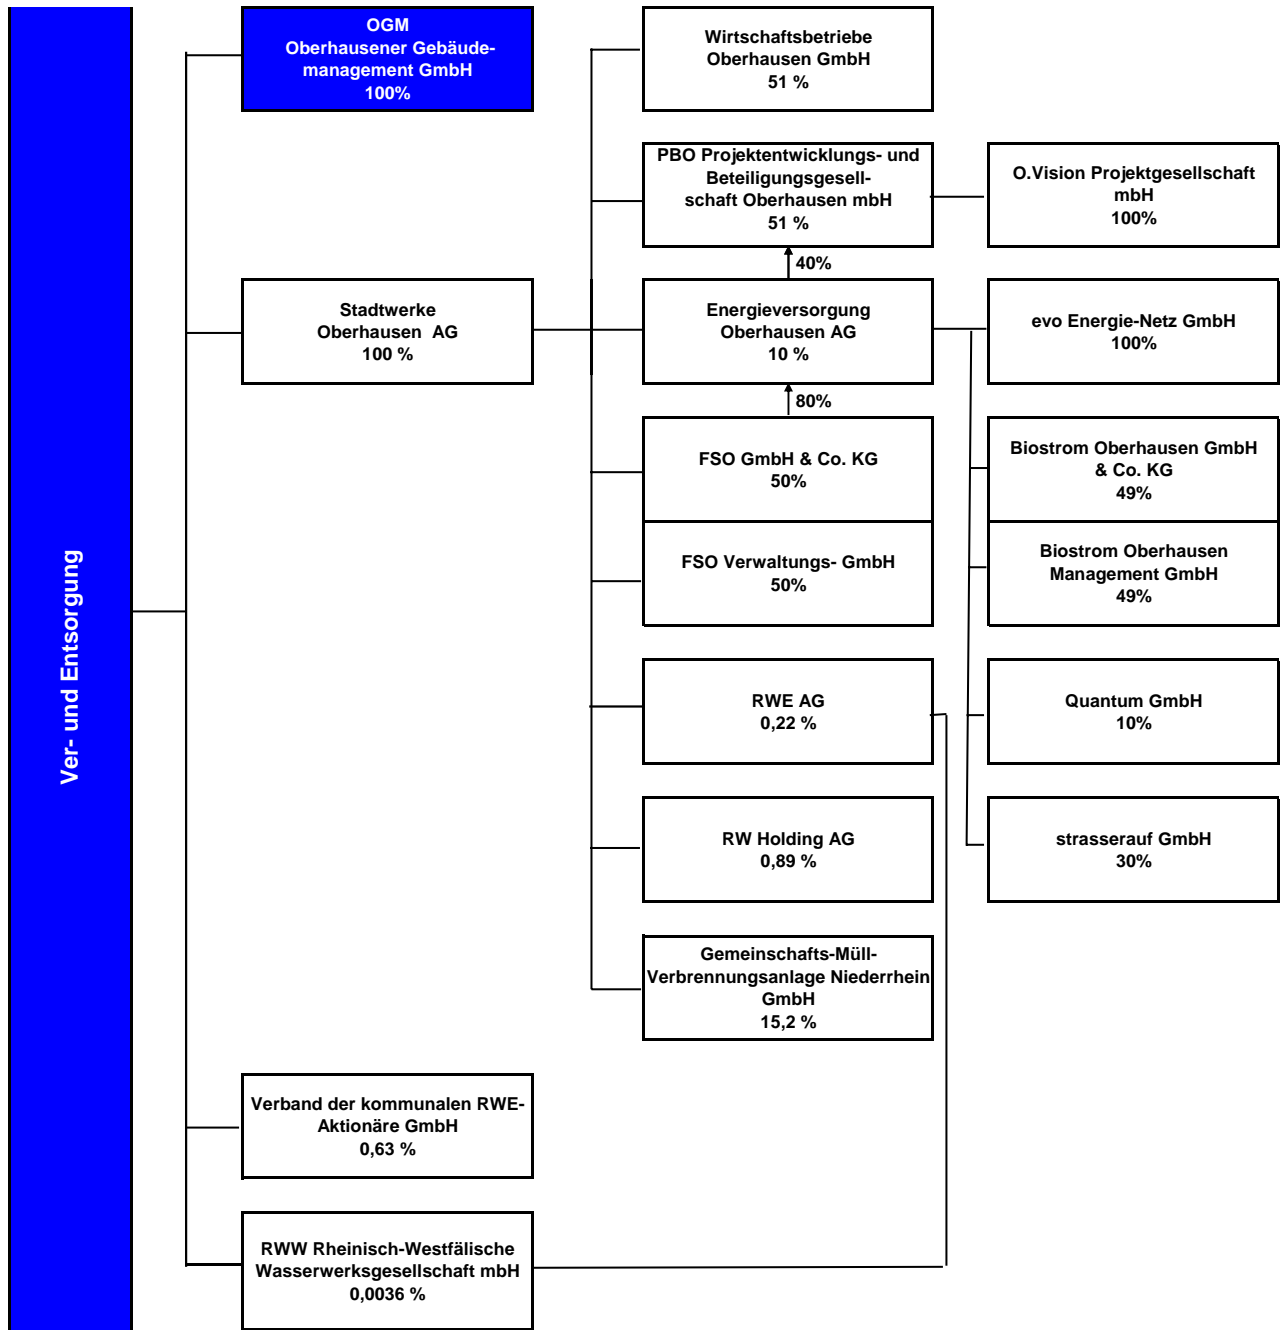 Ver- und Entsorgung
OGM
Oberhausener Gebäude-
management GmbH
100%
Stadtwerke
Oberhausen AG
100 %
Verband der kommunalen RWE-
Aktionäre GmbH
0,63 %
RWW Rheinisch-Westfälische
Wasserwerksgesellschaft mbH
0,0036 %
Wirtschaftsbetriebe
Oberhausen GmbH
51 %
PBO Projektentwicklungs- und
Beteiligungsgesell-
schaft Oberhausen mbH
51 %
40%
Energieversorgung
Oberhausen AG
10 %
80%
FSO GmbH & Co. KG
50%
FSO Verwaltungs- GmbH
50%
RWE AG
0,22 %
RW Holding AG
0,89 %
Gemeinschafts-Müll-
Verbrennungsanlage Niederrhein
GmbH
15,2 %
O.Vision Projektgesellschaft
mbH
100%
evo Energie-Netz GmbH
100%
Biostrom Oberhausen GmbH
& Co. KG
49%
Biostrom Oberhausen
Management GmbH
49%
Quantum GmbH
10%
strasserauf GmbH
30%